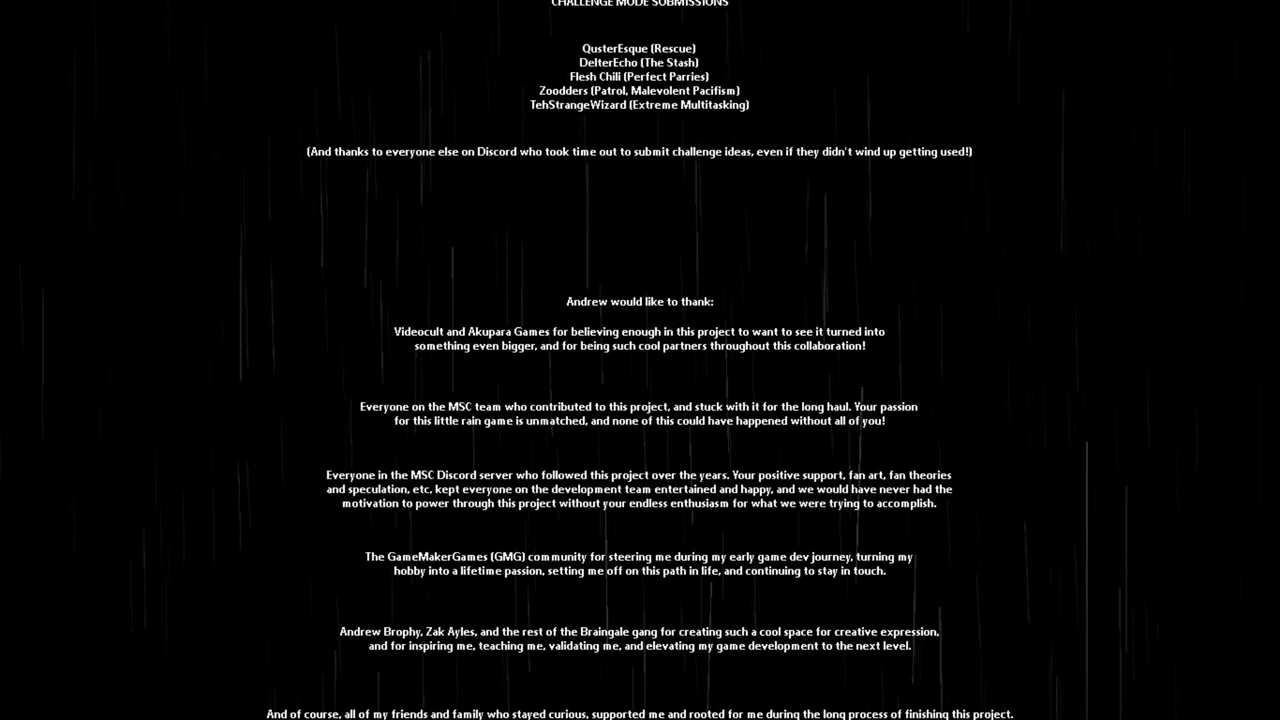 CHALLENGE MODE SUBMISSIONS
QusterEsque (Rescue)
DelterEcho (The Stash)
Flesh Chili (Perfect Parries)
Zoodders (Patrol, Malevolent Pacifism)
TehStrangeWizard (Extreme Multitasking)
(And thanks to everyone else on Discord who took time out to submit challenge ideas, even if they didn't wind up getting used!)
Andrew would like to thank:
Videocult and Akupara Games for believing enough in this project to want to see it turned into
something even bigger, and for being such cool partners throughout this collaboration!
Everyone on the MSC team who contributed to this project, and stuck with it for the long haul. Your passion
for this little rain game is unmatched, and none of this could have happened without all of you!
Everyone in the MSC Discord server who followed this project over the years. Your positive support, fan art, fan theories
and speculation, etc, kept everyone on the development team entertained and happy, and we would have never had the
motivation to power through this project without your endless enthusiasm for what we were trying to accomplish.
The GameMakerGames (GMG) community for steering me during my early game dev journey, turning my
hobby into a lifetime passion, setting me off on this path in life, and continuing to stay in touch.
Andrew Brophy, Zak Ayles, and the rest of the Braingale gang for creating such a cool space for creative expression,
and for inspiring me, teaching me, validating me, and elevating my game development to the next level.
And of course, all of my friends and family who stayed curious, supported me and rooted for me during the long process of finishing this project.